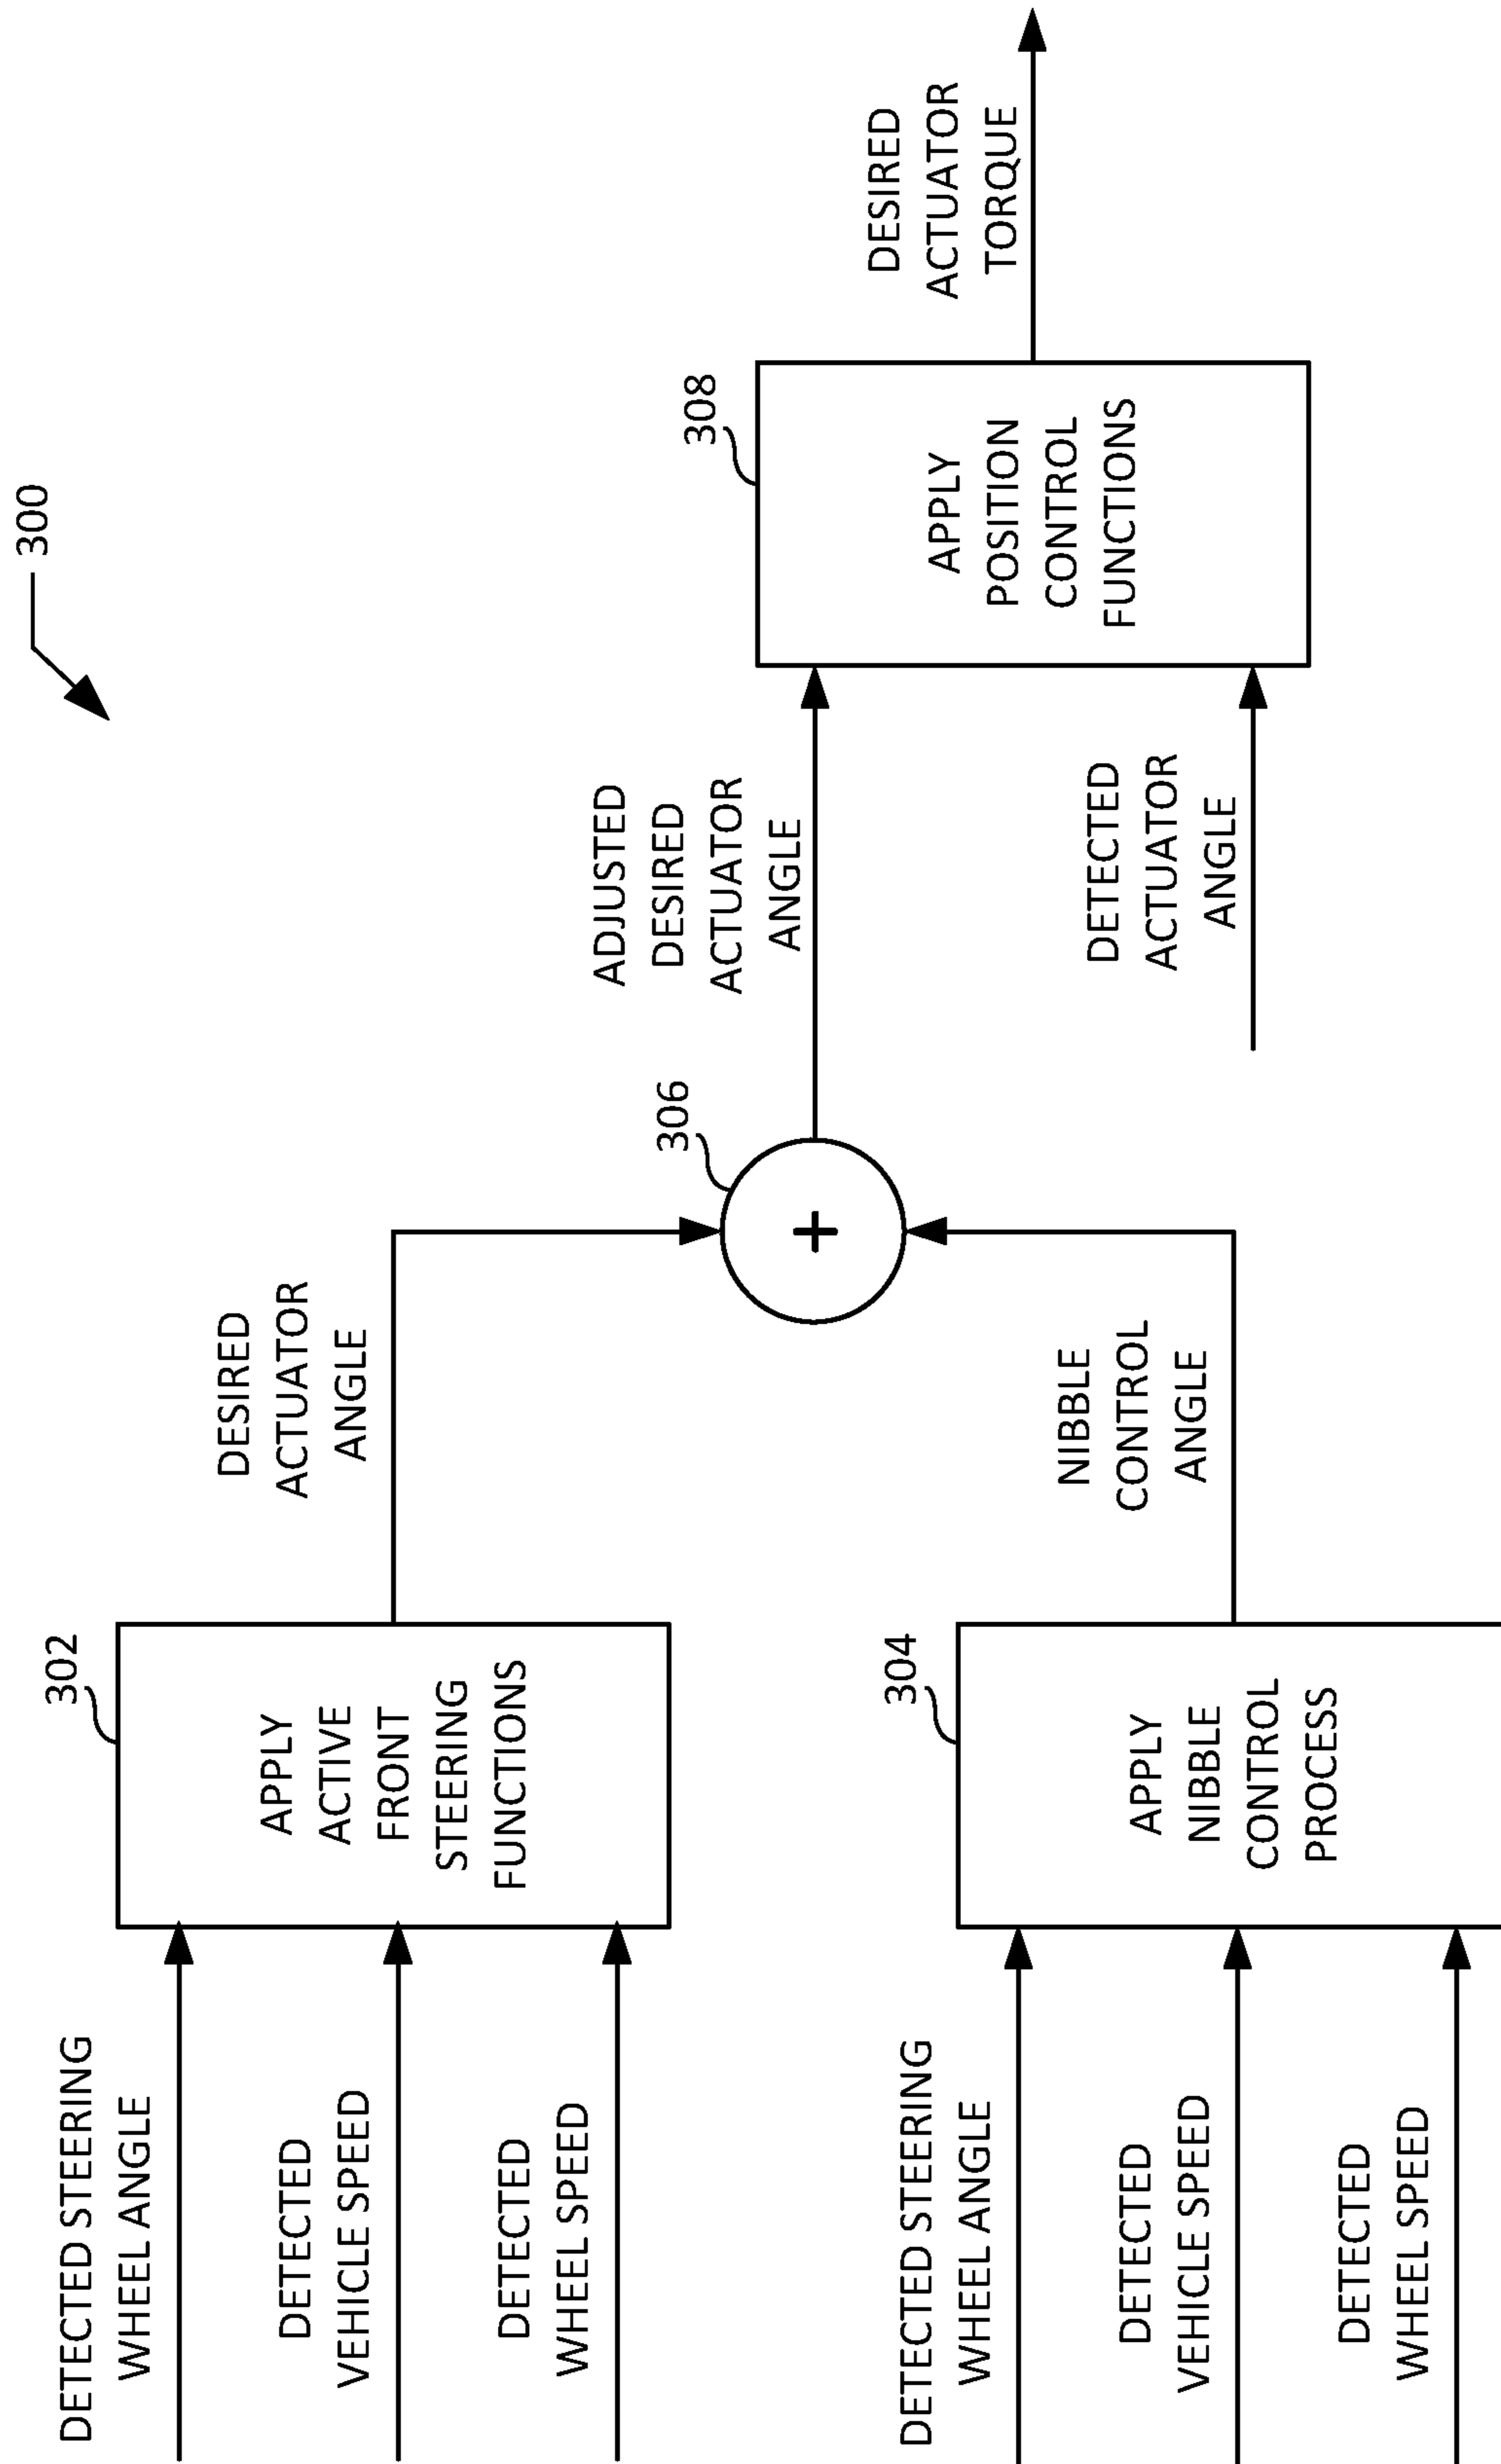 300
DETECTED STEERING
WHEEL ANGLE
DETECTED
VEHICLE SPEED
DETECTED
WHEEL SPEED
302
APPLY
ACTIVE
FRONT
STEERING
FUNCTIONS
DESIRED
ACTUATOR
ANGLE
DETECTED STEERING
WHEEL ANGLE
DETECTED
VEHICLE SPEED
DETECTED
WHEEL SPEED
304
APPLY
NIBBLE
CONTROL
PROCESS
NIBBLE
CONTROL
ANGLE
306
+
ADJUSTED
DESIRED
ACTUATOR
ANGLE
DETECTED
ACTUATOR
ANGLE
308
APPLY
POSITION
CONTROL
FUNCTIONS
DESIRED
ACTUATOR
TORQUE